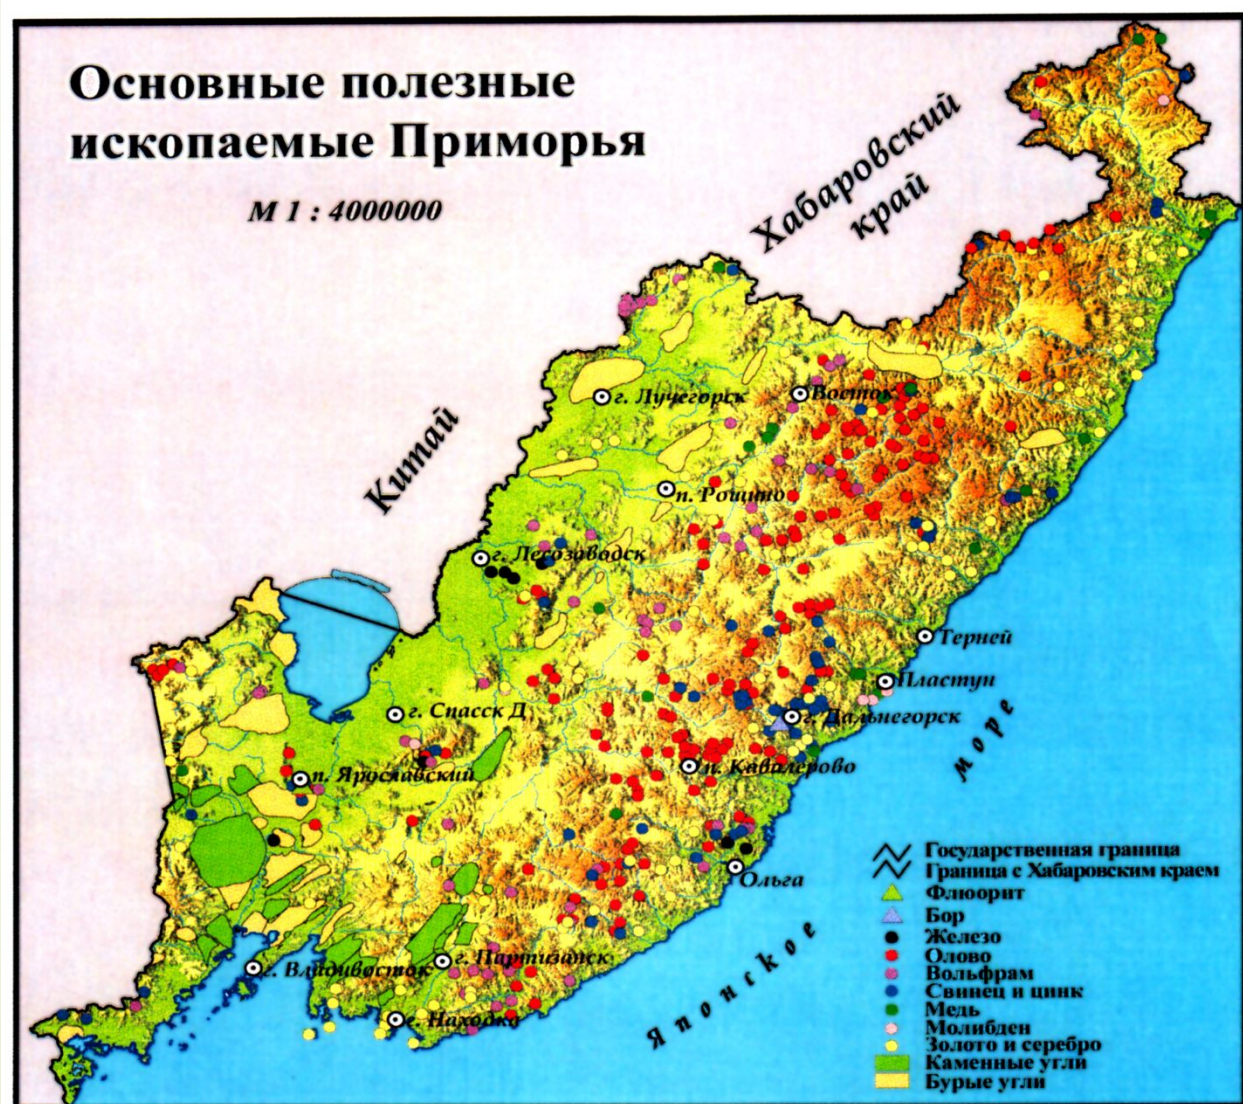 Основные полезные
ископаемые Приморья
М 1 : 4000000
Хабаровский
край
Китай
г. Лучегорск
Восток
п. Рощино
г. Лесозаводск
Терней
Пластун
г. Спасск Д
г. Дальнегорск
п. Ярославский
п. Кавалерово
Ольга
г. Партизанск
г. Владивосток
г. Находка
Японское
море
Государственная граница
Граница с Хабаровским краем
Флюорит
Бор
Железо
Олово
Вольфрам
Свинец и цинк
Медь
Молибден
Золото и серебро
Каменные угли
Бурые угли